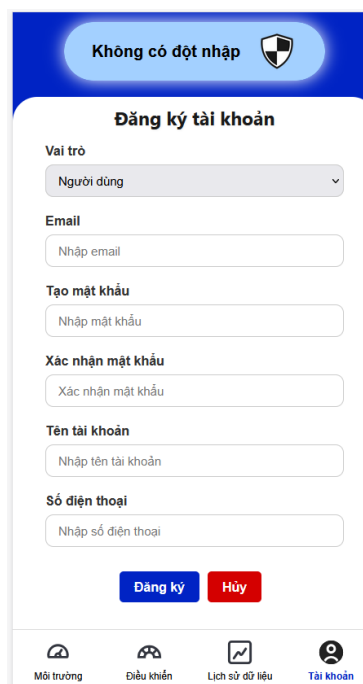 Không có đột nhập
Đăng ký tài khoản
Vai trò
Người dùng
Email
Nhập email
Tạo mật khẩu
Nhập mật khẩu
Xác nhận mật khẩu
Xác nhận mật khẩu
Tên tài khoản
Nhập tên tài khoản
Số điện thoại
Nhập số điện thoại
Đăng ký Hủy
Môi trường Điều khiển Lịch sử dữ liệu Tài khoản